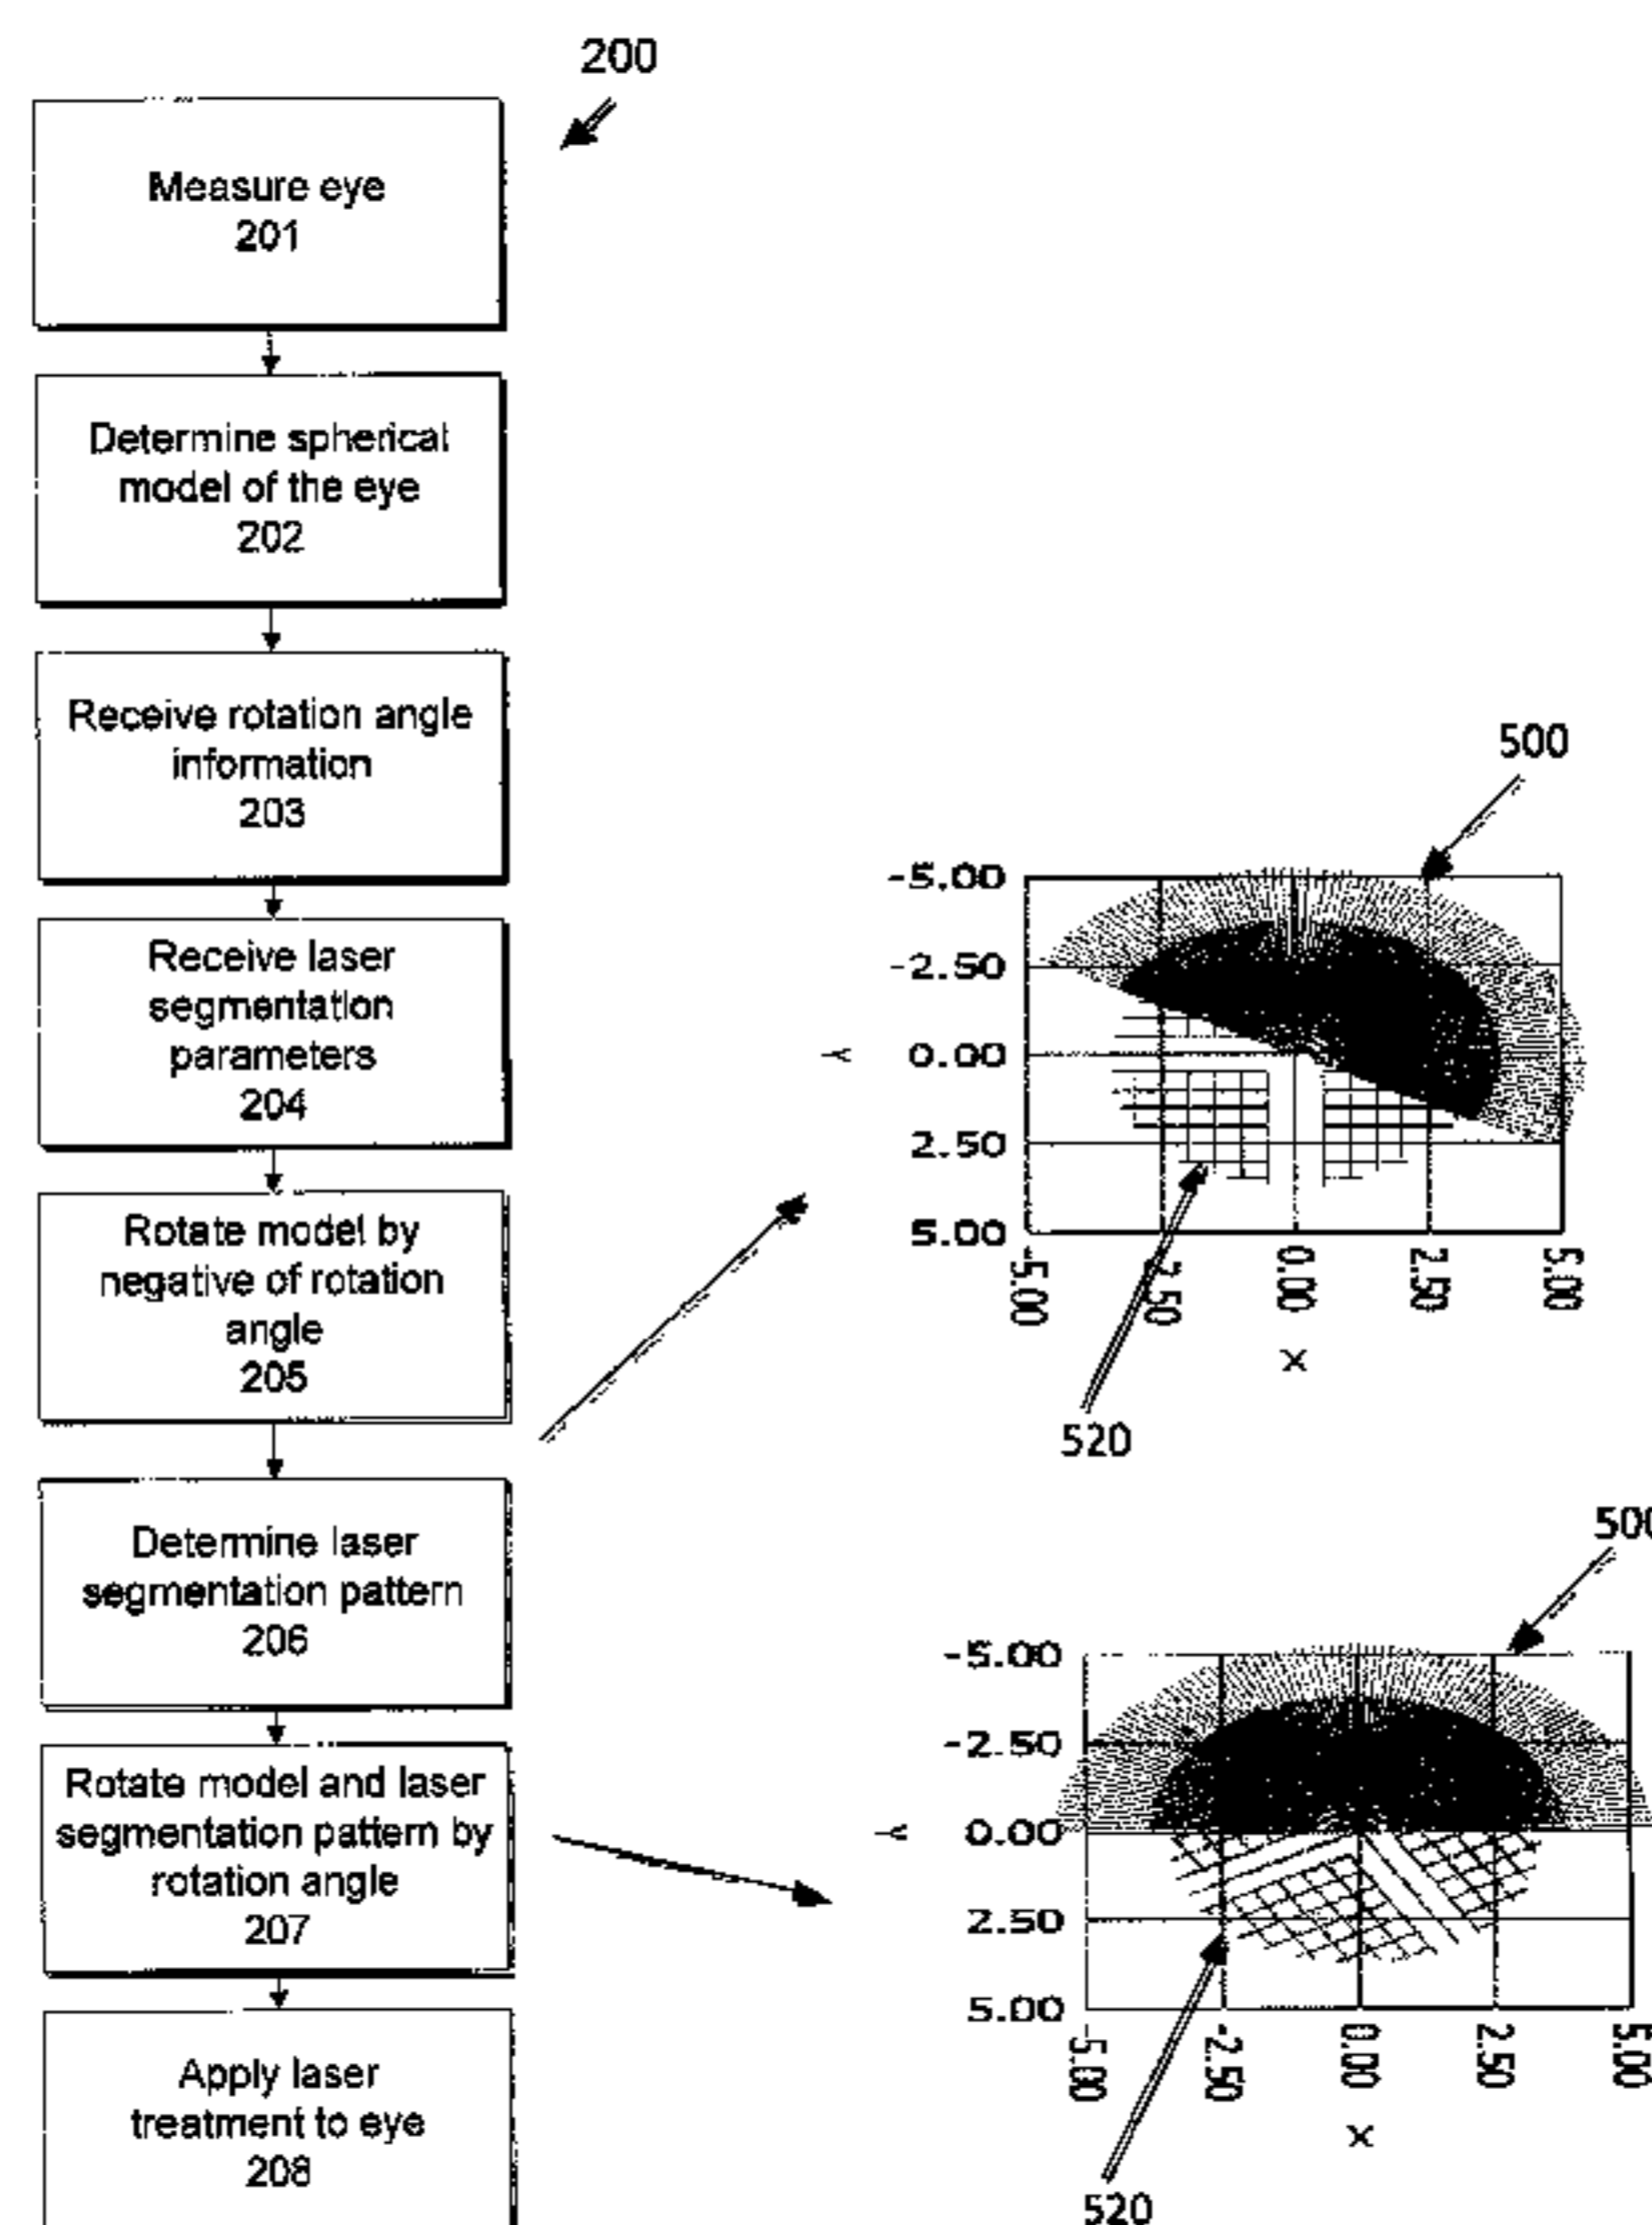 200
Measure eye
201
Determine spherical
model of the eye
202
Receive rotation angle
information
203
Receive laser
segmentation
parameters
204
Rotate model by
negative of rotation
angle
205
Determine laser
segmentation pattern
206
Rotate model and laser
segmentation pattern by
rotation angle
207
Apply laser
treatment to eye
208
500
-5.00
-2.50
0.00
2.50
5.00
Y
-5.00
-2.50
0.00
2.50
5.00
X
520
500
-5.00
-2.50
0.00
2.50
5.00
Y
-5.00
-2.50
0.00
2.50
5.00
X
520